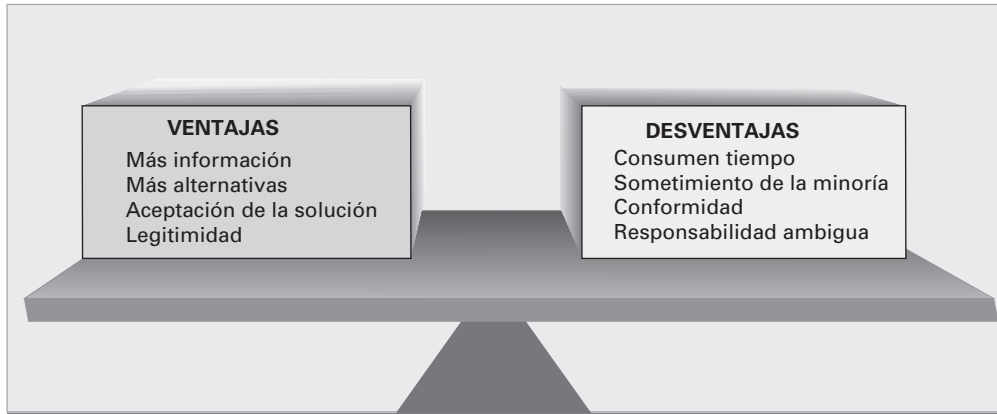 VENTAJAS
Más información
Más alternativas
Aceptación de la solución
Legitimidad
DESVENTAJAS
Consumen tiempo
Sometimiento de la minoría
Conformidad
Responsabilidad ambigua